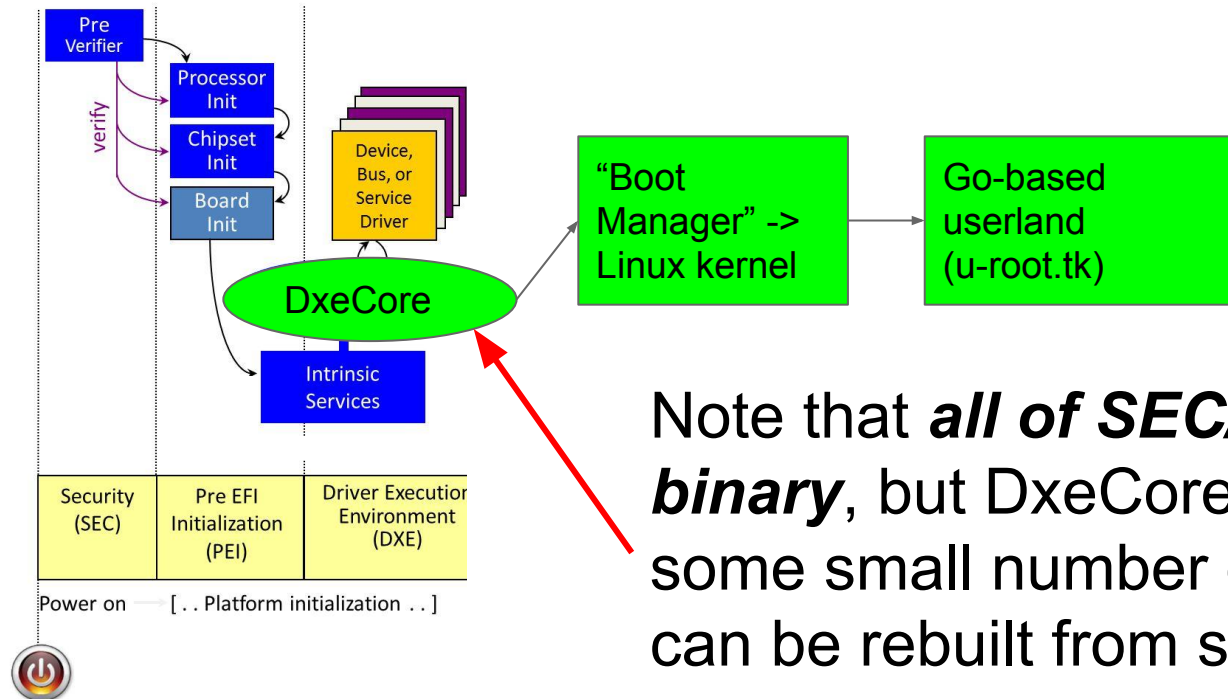 Pre
Verifier
verify
Processor
Init
Chipset
Init
Board
Init
Device,
Bus, or
Service
Driver
DxeCore
Intrinsic
Services
“Boot
Manager” ->
Linux kernel
Go-based
userland
(u-root.tk)
Note that all of SEC
binary, but DxeCore
some small number
can be rebuilt from s
Security
(SEC)
Pre EFI
Initialization
(PEI)
Driver Execution
Environment
(DXE)
Power on [ . . Platform initialization . . ]